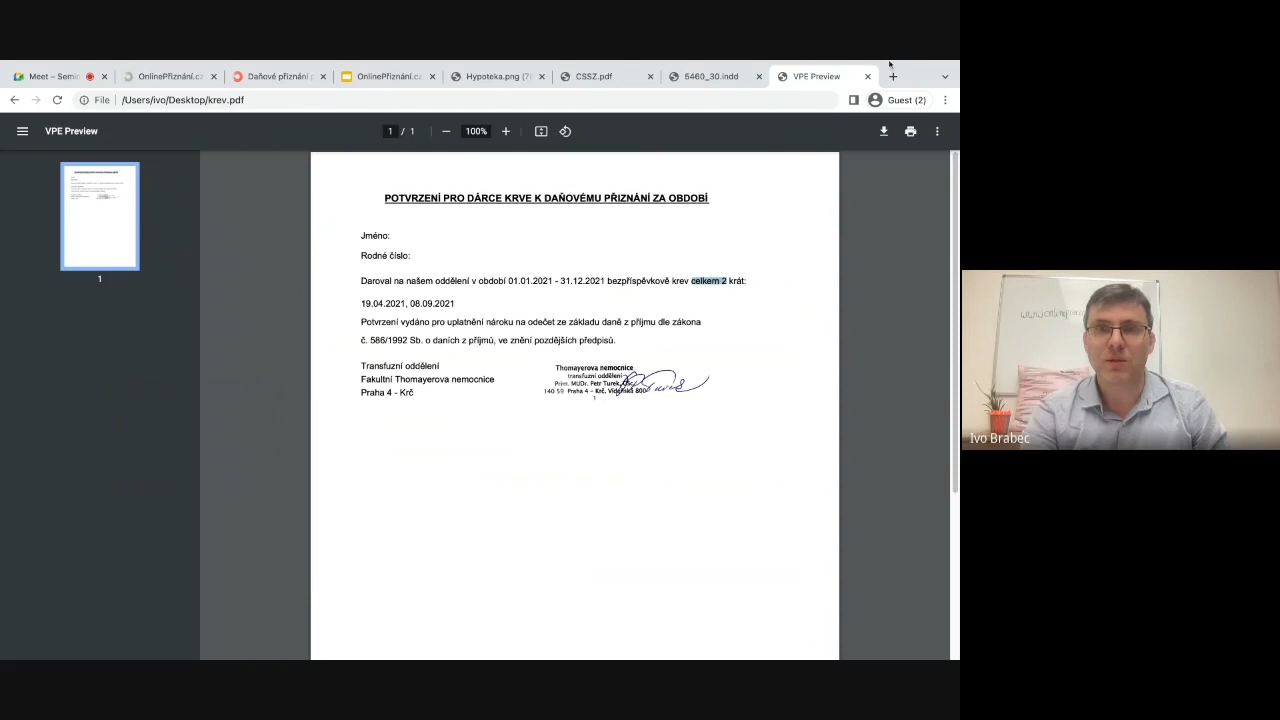 Meet – Semin
OnlinePřiznání.cz
Daňové přiznání p
OnlinePřiznání.cz
Hypoteka.png (7
CSSZ.pdf
5460_30.indd
VPE Preview
File
/Users/ivo/Desktop/krev.pdf
Guest (2)
VPE Preview
1 / 1
100%
1
POTVRZENÍ PRO DÁRCE KRVE K DAŇOVÉMU PŘIZNÁNÍ ZA OBDOBÍ
Jméno:
Rodné číslo:
Daroval na našem oddělení v období 01.01.2021 - 31.12.2021 bezpříspěvkově krev celkem 2 krát:
19.04.2021, 08.09.2021
Potvrzení vydáno pro uplatnění nároku na odečet ze základu daně z příjmu dle zákona
č. 586/1992 Sb. o daních z příjmů, ve znění pozdějších předpisů.
Transfuzní oddělení
Fakultní Thomayerova nemocnice
Praha 4 - Krč
Thomayerova nemocnice
transfuzní oddělení
Prim. MUDr. Petr Turek,
140 59 Praha 4 - Krč, Vídeňská 800
1
Ivo Brabec